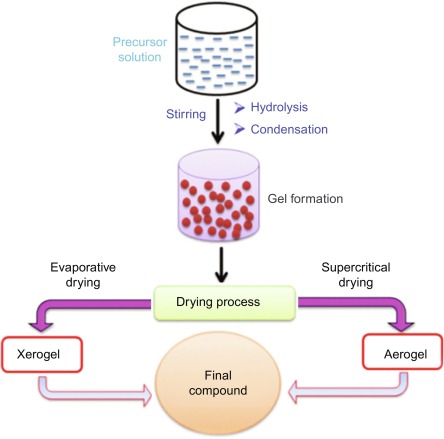 Precursor
solution
Stirring
Hydrolysis
Condensation
Gel formation
Evaporative
drying
Supercritical
drying
Drying process
Xerogel
Aerogel
Final
compound